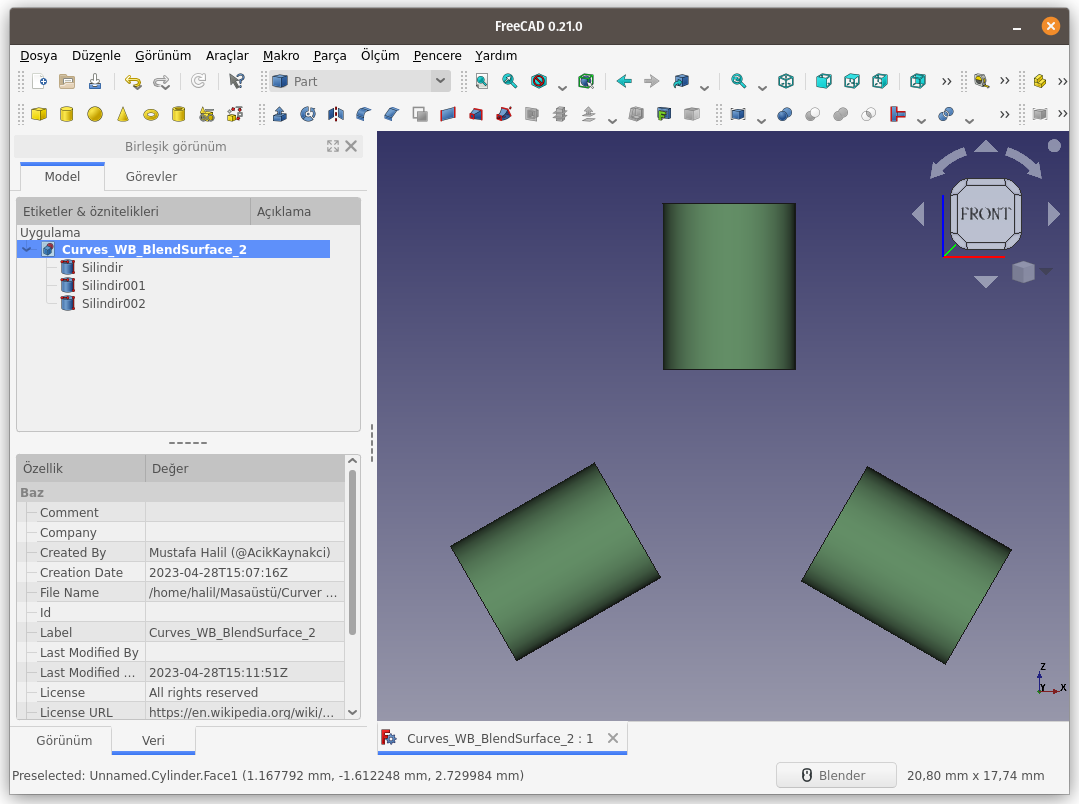 FreeCAD 0.21.0
Dosya Düzenle Görünüm Araçlar Makro Parça Ölçüm Pencere Yardım
Part
Birleşik görünüm
Model Görevler
Etiketler & öznitelikleri Açıklama
Uygulama
Curves_WB_BlendSurface_2
Silindir
Silindir001
Silindir002
FRONT
Özellik Değer
Baz
Comment
Company
Created By Mustafa Halil (@AcikKaynakci)
Creation Date 2023-04-28T15:07:16Z
File Name /home/halil/Masaüstü/Curver ...
Id
Label Curves_WB_BlendSurface_2
Last Modified By
Last Modified ... 2023-04-28T15:11:51Z
License All rights reserved
License URL https://en.wikipedia.org/wiki/...
Z
Y X
Görünüm Veri
Curves_WB_BlendSurface_2 : 1
Preselected: Unnamed.Cylinder.Face1 (1.167792 mm, -1.612248 mm, 2.729984 mm)
Blender
20,80 mm x 17,74 mm